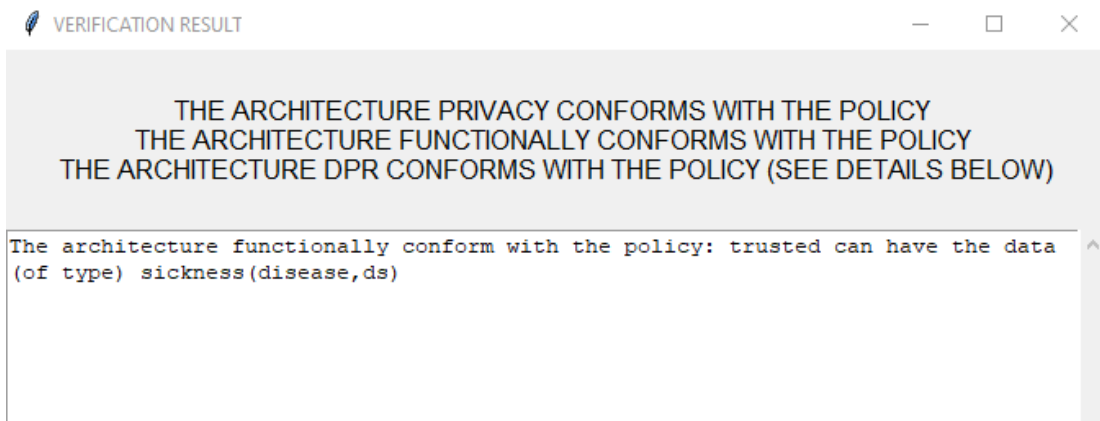 VERIFICATION RESULT
THE ARCHITECTURE PRIVACY CONFORMS WITH THE POLICY
THE ARCHITECTURE FUNCTIONALLY CONFORMS WITH THE POLICY
THE ARCHITECTURE DPR CONFORMS WITH THE POLICY (SEE DETAILS BELOW)
The architecture functionally conform with the policy: trusted can have the data
(of type) sickness(disease,ds)